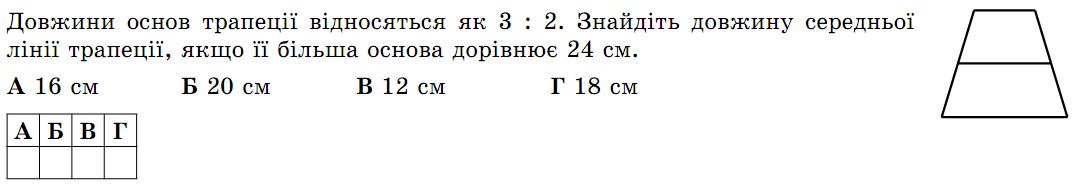 Довжини основ трапеції відносяться як 3 : 2. Знайдіть довжину середньої
лінії трапеції, якщо її більша основа дорівнює 24 см.
А 16 см Б 20 см В 12 см Г 18 см
А Б В Г